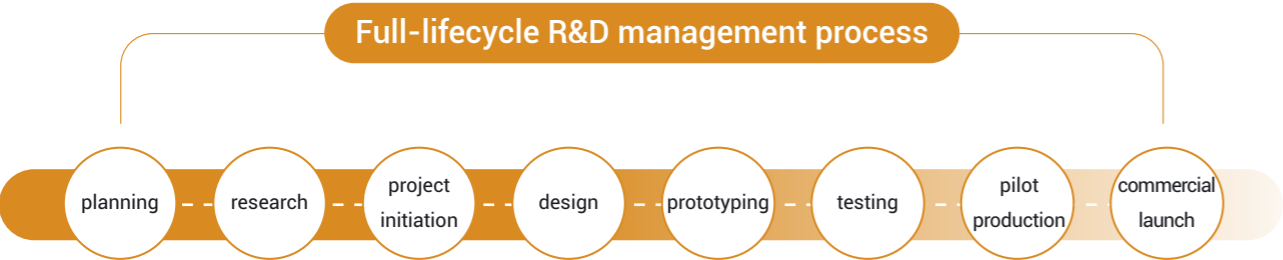 Full-lifecycle R&D management process
planning
research
project
initiation
design
prototyping
testing
pilot
production
commercial
launch